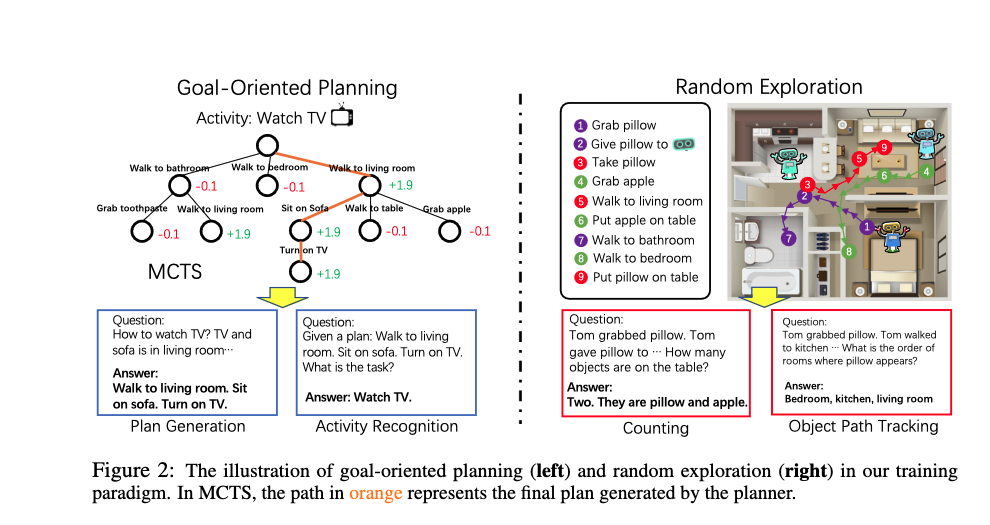 Goal-Oriented Planning
Activity: Watch TV
Walk to bathroom
Walk to bedroom
Walk to living room
-0.1
-0.1
+1.9
Grab toothpaste
Walk to living room
Sit on Sofa
Walk to table
Grab apple
-0.1
+1.9
+1.9
-0.1
-0.1
Turn on TV
+1.9
MCTS
Question:
How to watch TV? TV and
sofa is in living room···
Answer:
Walk to living room. Sit
on sofa. Turn on TV.
Plan Generation
Question:
Given a plan: Walk to living
room. Sit on sofa. Turn on TV.
What is the task?
Answer: Watch TV.
Activity Recognition
Random Exploration
1 Grab pillow
2 Give pillow to
3 Take pillow
4 Grab apple
5 Walk to living room
6 Put apple on table
7 Walk to bathroom
8 Walk to bedroom
9 Put pillow on table
9
5
6
4
3
2
1
7
8
Question:
Tom grabbed pillow. Tom
gave pillow to ··· How many
objects are on the table?
Answer:
Two. They are pillow and apple.
Counting
Question:
Tom grabbed pillow. Tom walked
to kitchen ··· What is the order of
rooms where pillow appears?
Answer:
Bedroom, kitchen, living room
Object Path Tracking
Figure 2: The illustration of goal-oriented planning (left) and random exploration (right) in our training
paradigm. In MCTS, the path in orange represents the final plan generated by the planner.